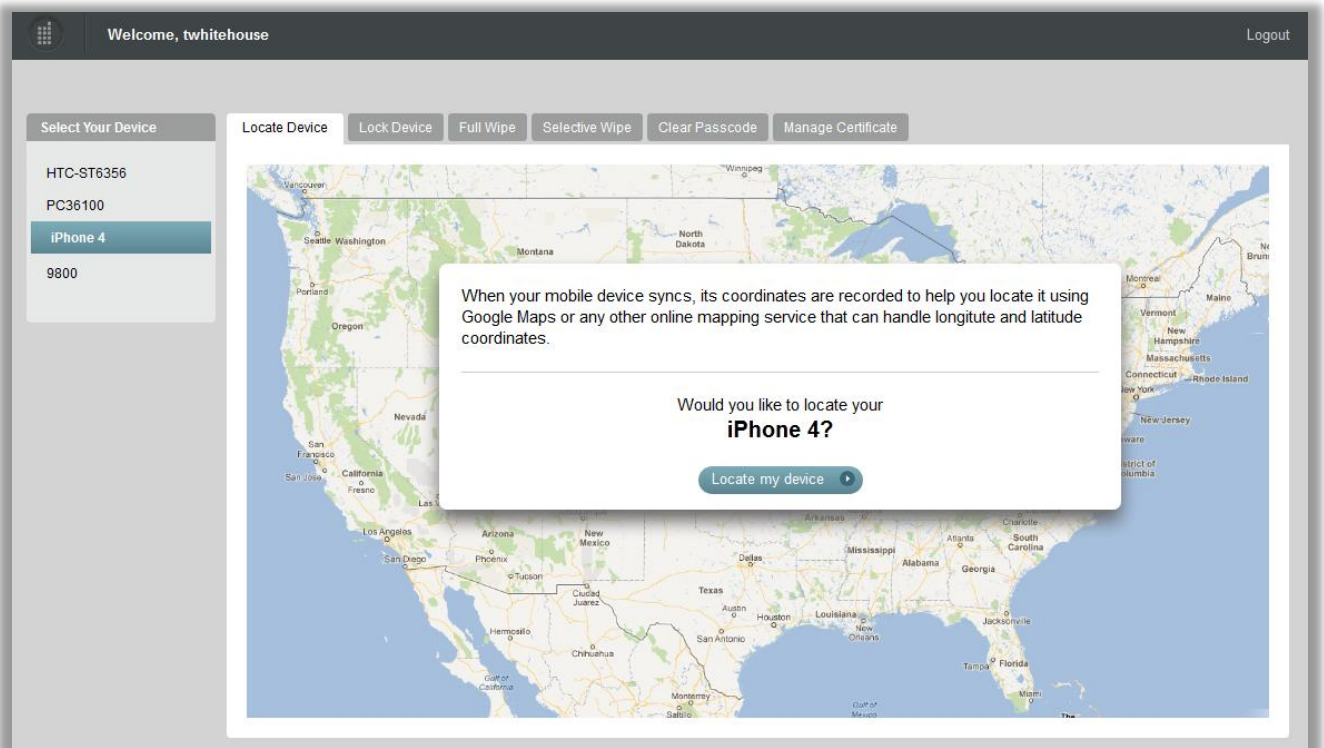 Welcome, twhitehouse
Logout
Select Your Device
HTC-ST6356
PC36100
iPhone 4
9800
Locate Device
Lock Device
Full Wipe
Selective Wipe
Clear Passcode
Manage Certificate
Winnipeg
Vancouver
Seattle
Washington
Montana
North
Dakota
Portland
Oregon
Montreal
Maine
Vermont
New
Hampshire
Massachusetts
Connecticut
Rhode Island
New York
New Jersey
When your mobile device syncs, its coordinates are recorded to help you locate it using
Google Maps or any other online mapping service that can handle longitute and latitude
coordinates.
Would you like to locate your
iPhone 4?
Locate my device
Nevada
San
Francisco
San Jose
California
Fresno
Los Angeles
San Diego
Arizona
Phoenix
Tucson
New
Mexico
Ciudad
Juarez
Hermosillo
Chihuahua
Gulf of
California
Monterrey
Saltillo
Dallas
Texas
Austin
Houston
San Antonio
Arkansas
Louisiana
New
Orleans
Mississippi
Alabama
Atlanta
Georgia
Charlotte
South
Carolina
Jacksonville
Tampa
Florida
Miami
Gulf of
Mexico
The